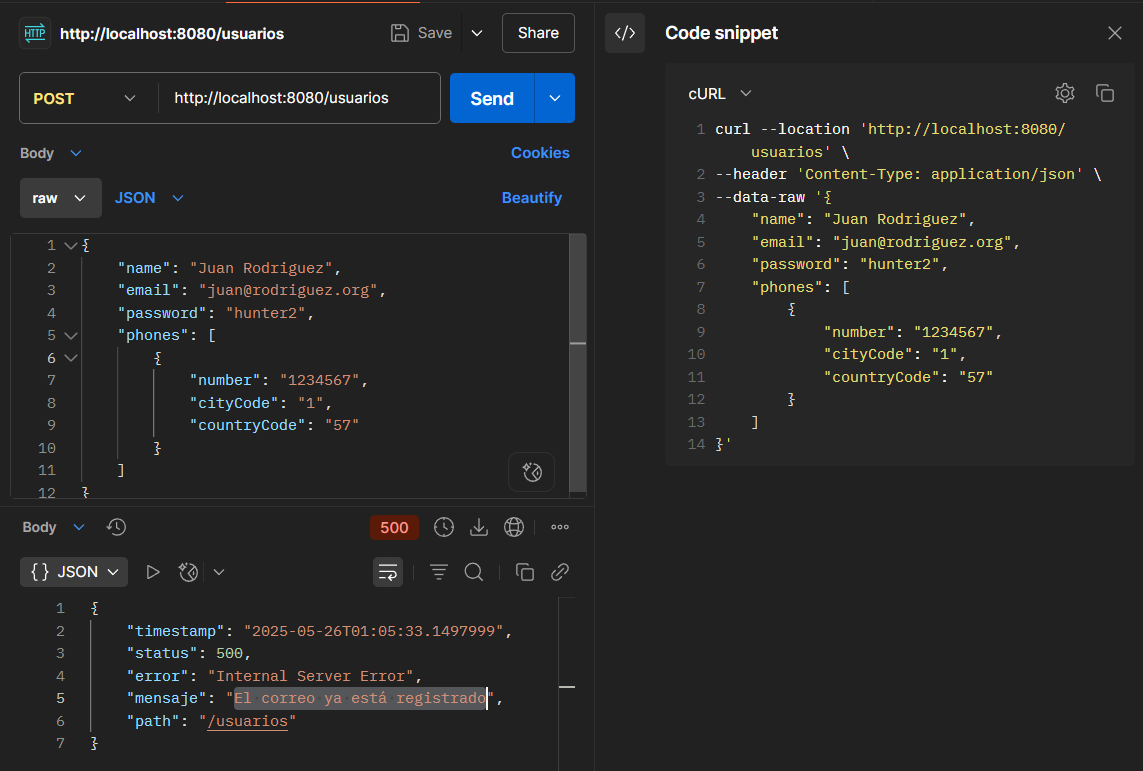 HTTP http://localhost:8080/usuarios Save Share
POST http://localhost:8080/usuarios Send
Body Cookies
raw JSON Beautify
1 {
2 "name": "Juan Rodriguez",
3 "email": "juan@rodriguez.org",
4 "password": "hunter2",
5 "phones": [
6 {
7 "number": "1234567",
8 "cityCode": "1",
9 "countryCode": "57"
10 }
11 ]
12 }
Body 500
{} JSON
1 {
2 "timestamp": "2025-05-26T01:05:33.1497999",
3 "status": 500,
4 "error": "Internal Server Error",
5 "mensaje": "El correo ya está registrado",
6 "path": "/usuarios"
7 }
</> Code snippet
cURL
1 curl --location 'http://localhost:8080/
usuarios' \
2 --header 'Content-Type: application/json' \
3 --data-raw '{
4 "name": "Juan Rodriguez",
5 "email": "juan@rodriguez.org",
6 "password": "hunter2",
7 "phones": [
8 {
9 "number": "1234567",
10 "cityCode": "1",
11 "countryCode": "57"
12 }
13 ]
14 }'